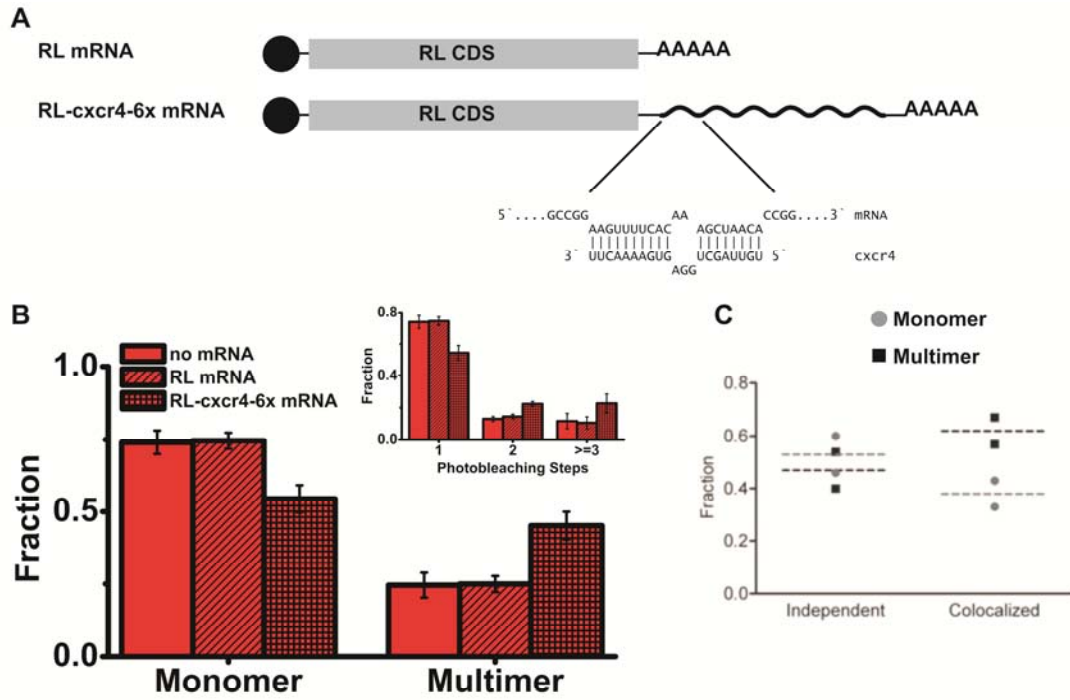 A
RL mRNA
RL CDS
AAAAA
RL-cxcr4-6x mRNA
RL CDS
AAAAA
5`....GCCGG AA CCGG....3` mRNA
AAGUUUUCAC AGCUAACA
3` UUCAAAAGUG UCGAUUGU 5` cxcr4
AGG
B
Fraction
1.0
0.5
0.0
no mRNA
RL mRNA
RL-cxcr4-6x mRNA
Monomer
Multimer
Fraction
0.8
0.4
0.0
1 2 >=3
Photobleaching Steps
C
Monomer
Multimer
Fraction
0.8
0.6
0.4
0.2
0.0
Independent
Colocalized